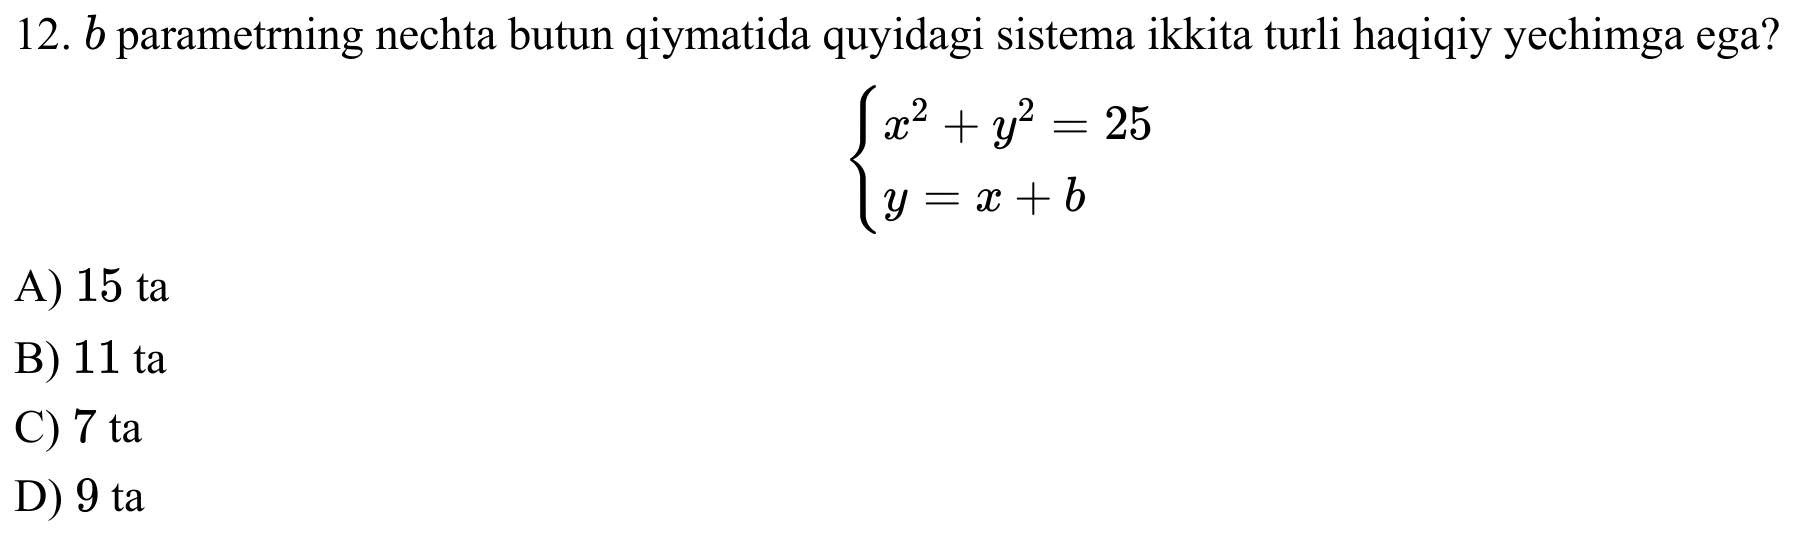 12. b parametrning nechta butun qiymatida quyidagi sistema ikkita turli haqiqiy yechimga ega?
x² + y² = 25
y = x + b
A) 15 ta
B) 11 ta
C) 7 ta
D) 9 ta